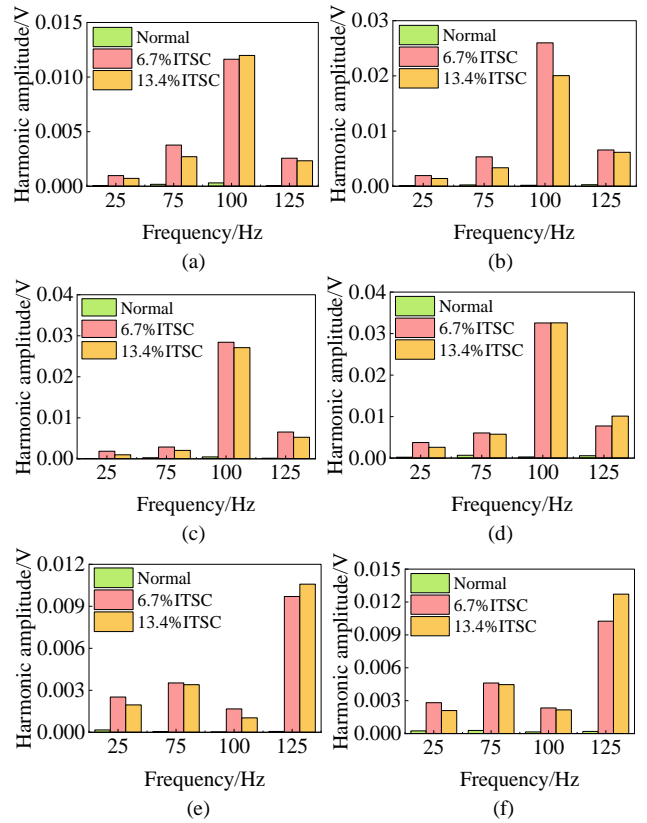 Harmonic amplitude/V
0.015
0.010
0.005
0.000
Normal
6.7%ITSC
13.4%ITSC
25 75 100 125
Frequency/Hz
(a)
Harmonic amplitude/V
0.03
0.02
0.01
0.00
Normal
6.7%ITSC
13.4%ITSC
25 75 100 125
Frequency/Hz
(b)
Harmonic amplitude/V
0.04
0.03
0.02
0.01
0.00
Normal
6.7%ITSC
13.4%ITSC
25 75 100 125
Frequency/Hz
(c)
Harmonic amplitude/V
0.04
0.03
0.02
0.01
0.00
Normal
6.7%ITSC
13.4%ITSC
25 75 100 125
Frequency/Hz
(d)
Harmonic amplitude/V
0.012
0.009
0.006
0.003
0.000
Normal
6.7%ITSC
13.4%ITSC
25 75 100 125
Frequency/Hz
(e)
Harmonic amplitude/V
0.015
0.012
0.009
0.006
0.003
0.000
Normal
6.7%ITSC
13.4%ITSC
25 75 100 125
Frequency/Hz
(f)